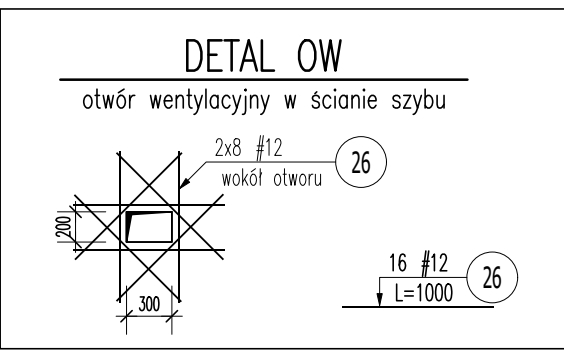 DETAL OW
otwór wentylacyjny w ścianie szybu
2x8 #12
wokół otworu
26
200
300
16 #12
L=1000
26